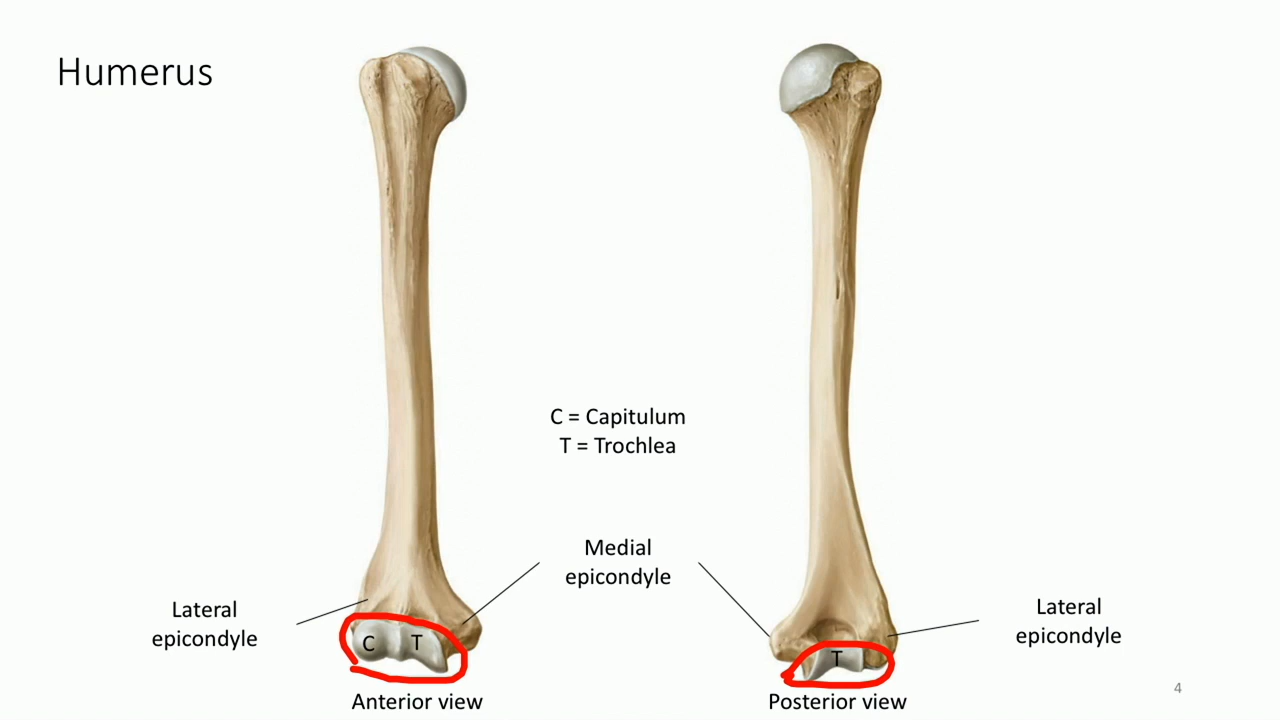 Humerus
C = Capitulum
T = Trochlea
Medial
epicondyle
Lateral
epicondyle
Lateral
epicondyle
C
T
T
Anterior view
Posterior view
4